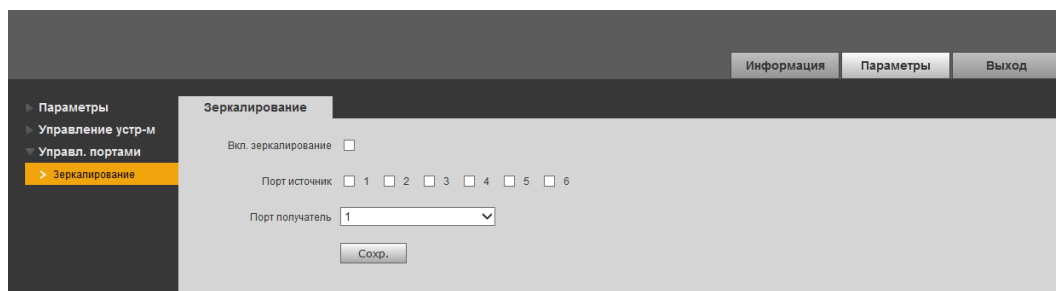 Информация Параметры Выход
Параметры
Управление устр-м
Управл. портами
> Зеркалирование
Зеркалирование
Вкл. зеркалирование
Порт источник 1 2 3 4 5 6
Порт получатель 1
Сохр.